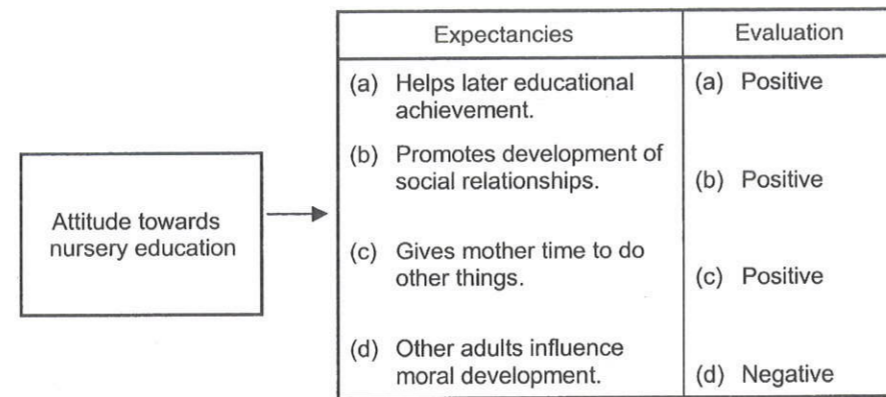 Expectancies
Evaluation
(a) Helps later educational
achievement.
(a) Positive
(b) Promotes development of
social relationships.
(b) Positive
Attitude towards
nursery education
(c) Gives mother time to do
other things.
(c) Positive
(d) Other adults influence
moral development.
(d) Negative